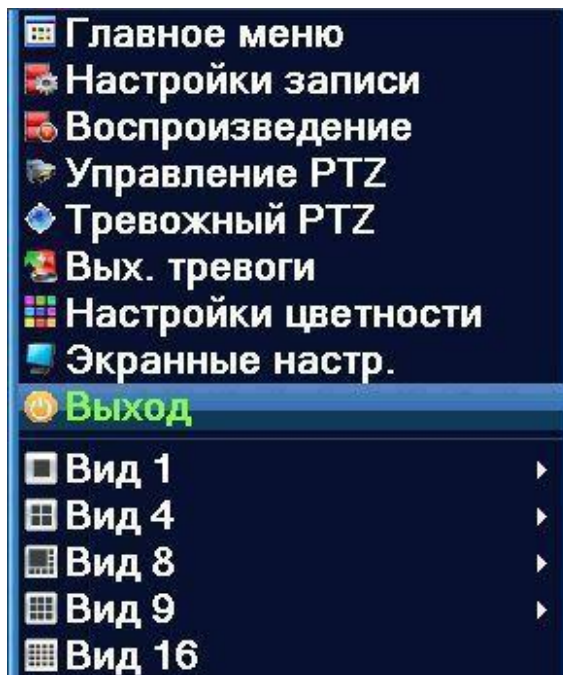 Главное меню
Настройки записи
Воспроизведение
Управление PTZ
Тревожный PTZ
Вых. тревоги
Настройки цветности
Экранные настр.
Выход
Вид 1
Вид 4
Вид 8
Вид 9
Вид 16